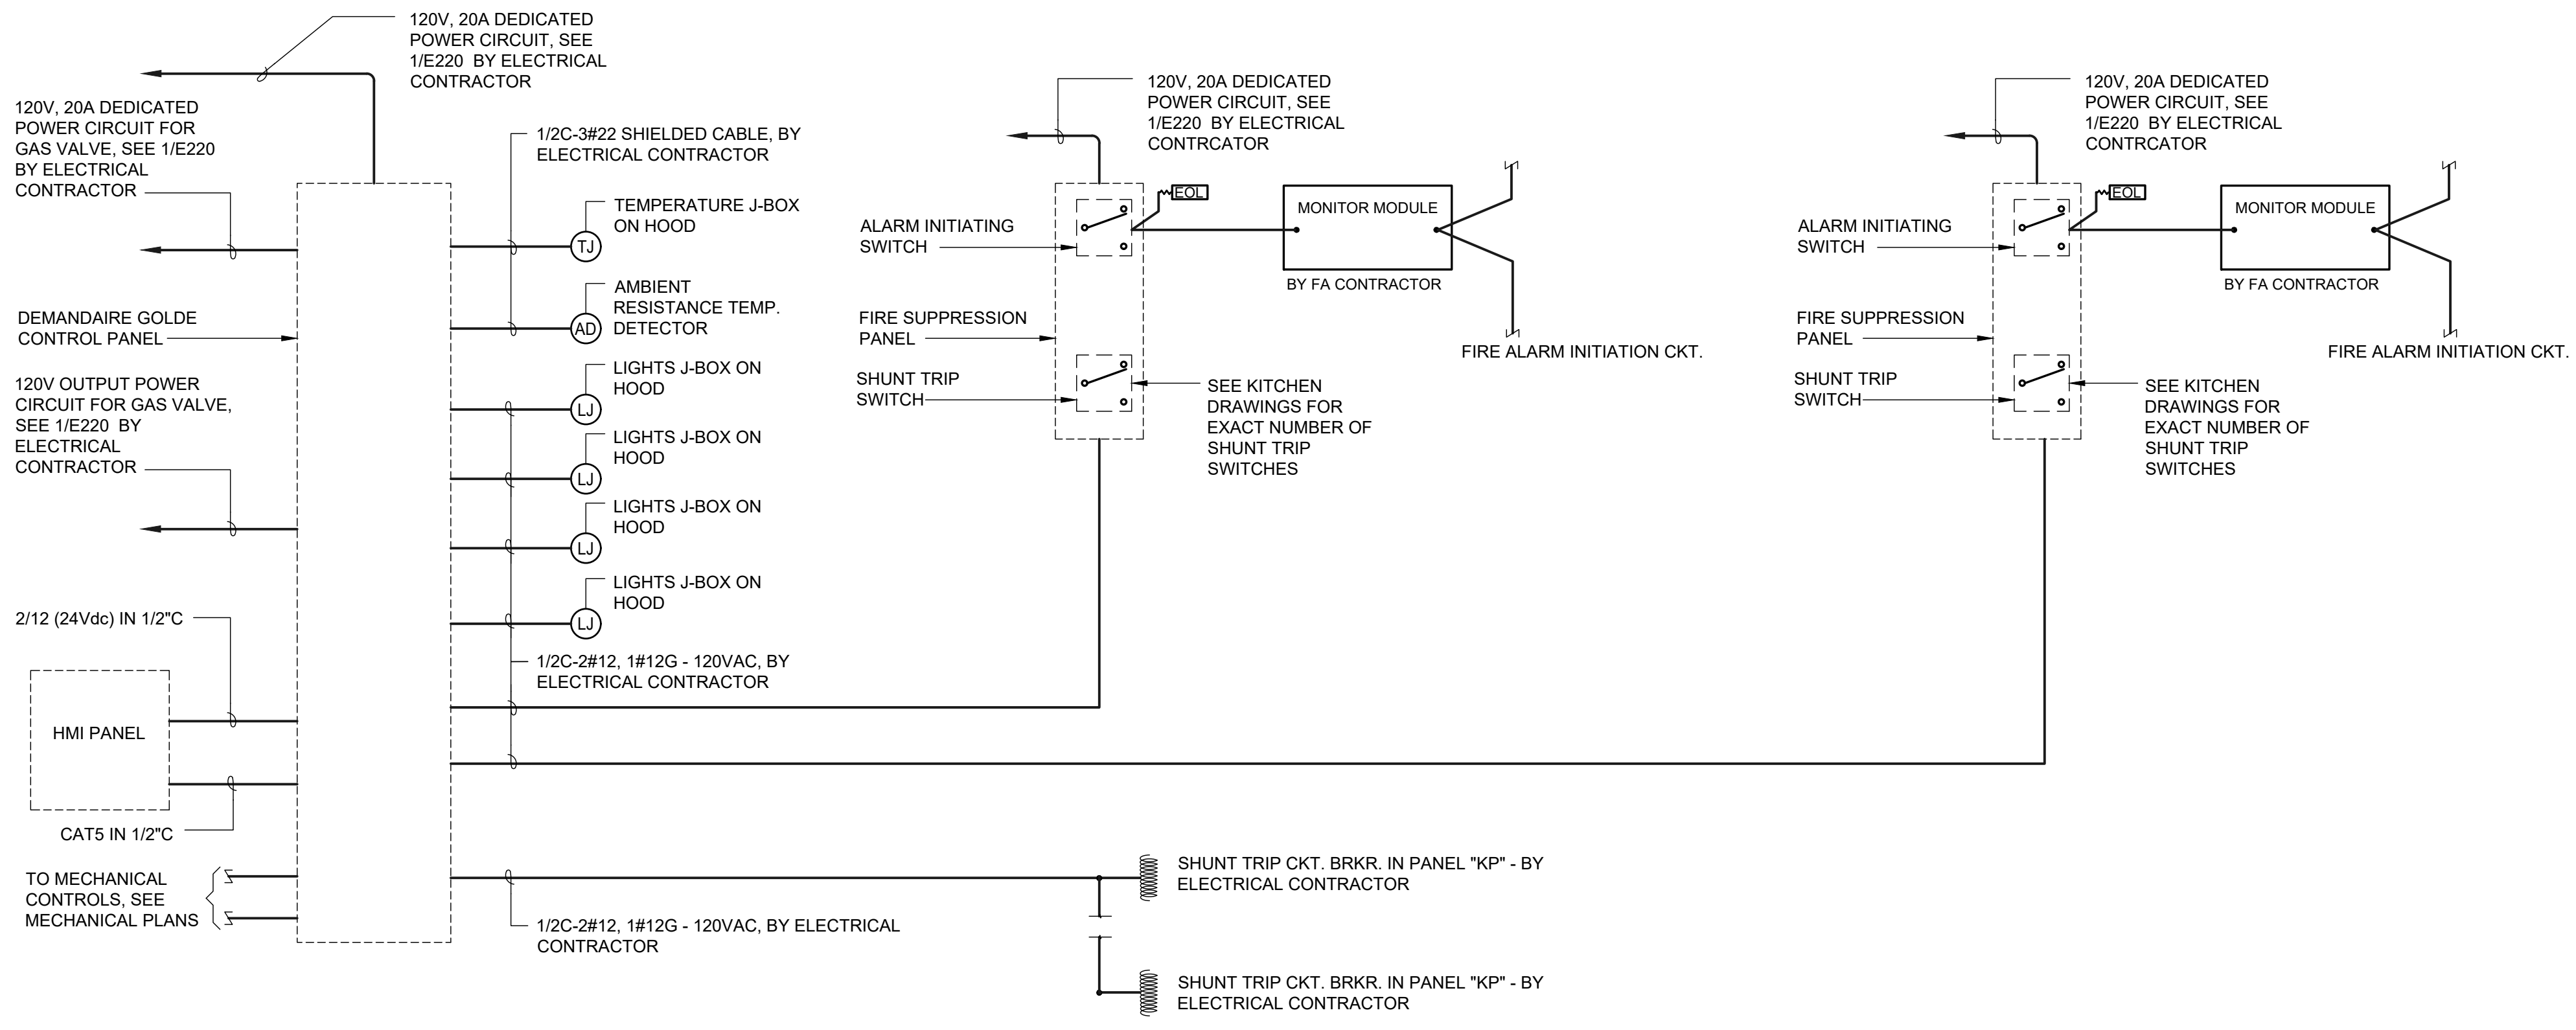 120V, 20A DEDICATED
POWER CIRCUIT, SEE
1/E220 BY ELECTRICAL
CONTRACTOR
120V, 20A DEDICATED
POWER CIRCUIT FOR
GAS VALVE, SEE 1/E220
BY ELECTRICAL
CONTRACTOR
DEMANDAIRE GOLDE
CONTROL PANEL
120V OUTPUT POWER
CIRCUIT FOR GAS VALVE,
SEE 1/E220 BY
ELECTRICAL
CONTRACTOR
2/12 (24Vdc) IN 1/2"C
HMI PANEL
CAT5 IN 1/2"C
TO MECHANICAL
CONTROLS, SEE
MECHANICAL PLANS
1/2C-3#22 SHIELDED CABLE, BY
ELECTRICAL CONTRACTOR
TEMPERATURE J-BOX
ON HOOD
TJ
AMBIENT
RESISTANCE TEMP.
DETECTOR
AD
LIGHTS J-BOX ON
HOOD
LJ
LIGHTS J-BOX ON
HOOD
LJ
LIGHTS J-BOX ON
HOOD
LJ
LIGHTS J-BOX ON
HOOD
LJ
1/2C-2#12, 1#12G - 120VAC, BY
ELECTRICAL CONTRACTOR
1/2C-2#12, 1#12G - 120VAC, BY ELECTRICAL
CONTRACTOR
120V, 20A DEDICATED
POWER CIRCUIT, SEE
1/E220 BY ELECTRICAL
CONTRCATOR
EOL
ALARM INITIATING
SWITCH
MONITOR MODULE
BY FA CONTRACTOR
FIRE SUPPRESSION
PANEL
FIRE ALARM INITIATION CKT.
SHUNT TRIP
SWITCH
SEE KITCHEN
DRAWINGS FOR
EXACT NUMBER OF
SHUNT TRIP
SWITCHES
120V, 20A DEDICATED
POWER CIRCUIT, SEE
1/E220 BY ELECTRICAL
CONTRCATOR
EOL
ALARM INITIATING
SWITCH
MONITOR MODULE
BY FA CONTRACTOR
FIRE SUPPRESSION
PANEL
FIRE ALARM INITIATION CKT.
SHUNT TRIP
SWITCH
SEE KITCHEN
DRAWINGS FOR
EXACT NUMBER OF
SHUNT TRIP
SWITCHES
SHUNT TRIP CKT. BRKR. IN PANEL "KP" - BY
ELECTRICAL CONTRACTOR
SHUNT TRIP CKT. BRKR. IN PANEL "KP" - BY
ELECTRICAL CONTRACTOR